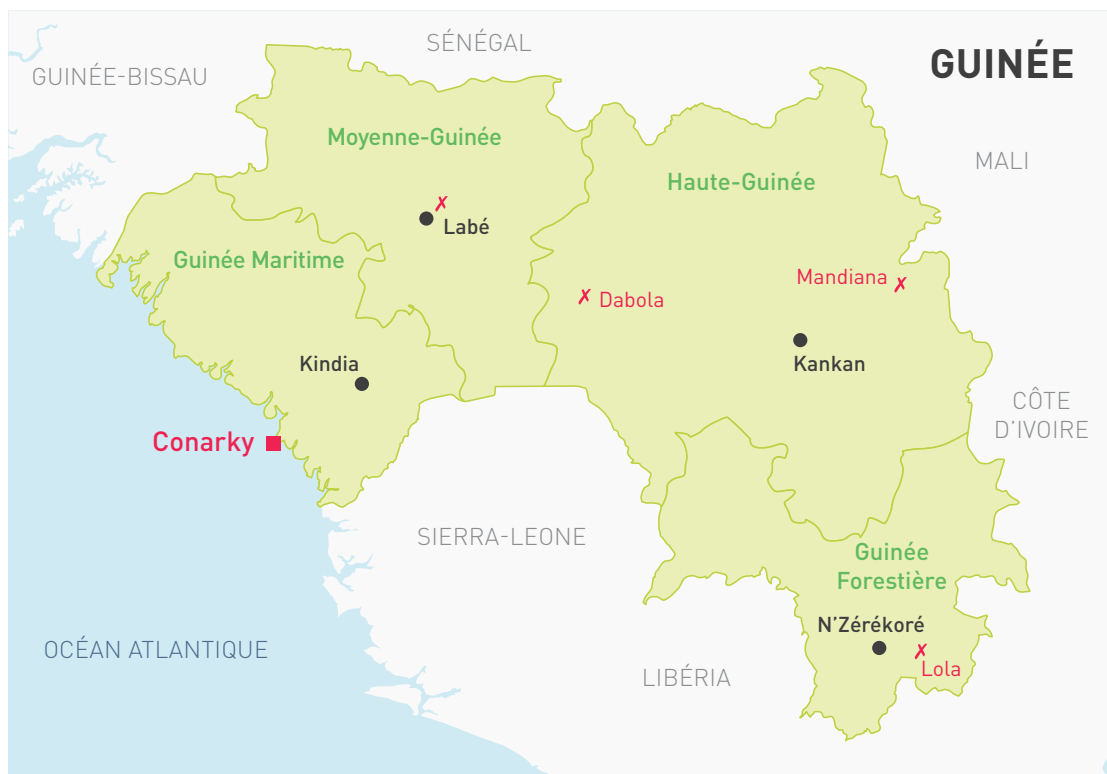 SÉNÉGAL
GUINÉE
GUINÉE-BISSAU
Moyenne-Guinée
MALI
Haute-Guinée
Labé
Guinée Maritime
Mandiana
Dabola
Kindia
Kankan
CÔTE
D'IVOIRE
Conarky
SIERRA-LEONE
Guinée
Forestière
N'Zérékoré
OCÉAN ATLANTIQUE
Lola
LIBÉRIA